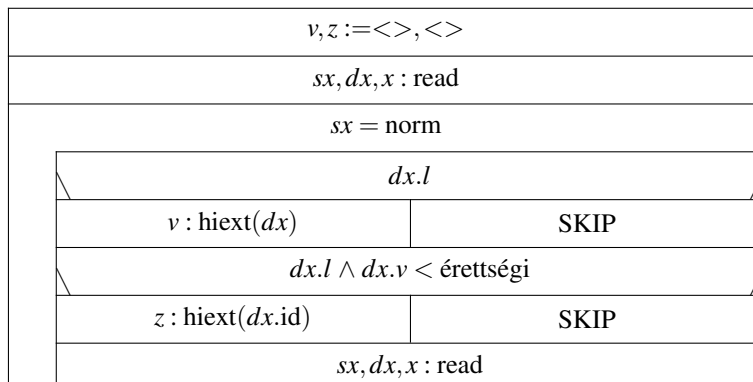 v, z := <>, <>
sx, dx, x : read
sx = norm
dx.l
v : hiext(dx) SKIP
dx.l ∧ dx.v < érettségi
z : hiext(dx.id) SKIP
sx, dx, x : read